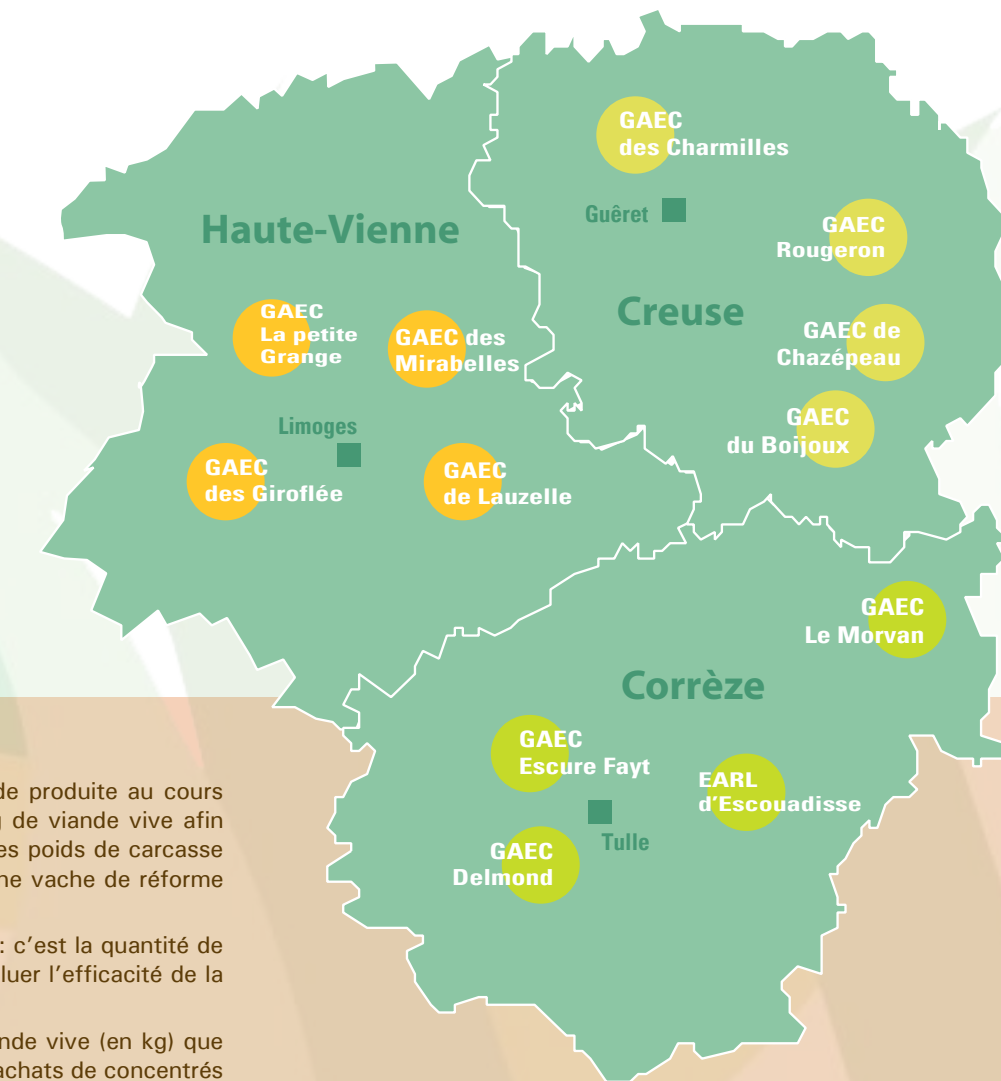 GAEC
des Charmilles
Guêret
Haute-Vienne
GAEC
Rougeron
Creuse
GAEC
La petite
Grange
GAEC des
Mirabelles
GAEC de
Chazépeau
Limoges
GAEC
du Boijoux
GAEC
des Giroflée
GAEC
de Lauzelle
GAEC
Le Morvan
Corrèze
GAEC
Escure Fayt
EARL
d'Escouadisse
Tulle
GAEC
Delmond
de produite au cours
de viande vive afin
es poids de carcasse
ne vache de réforme
: c'est la quantité de
luer l'efficacité de la
nde vive (en kg) que
achats de concentrés